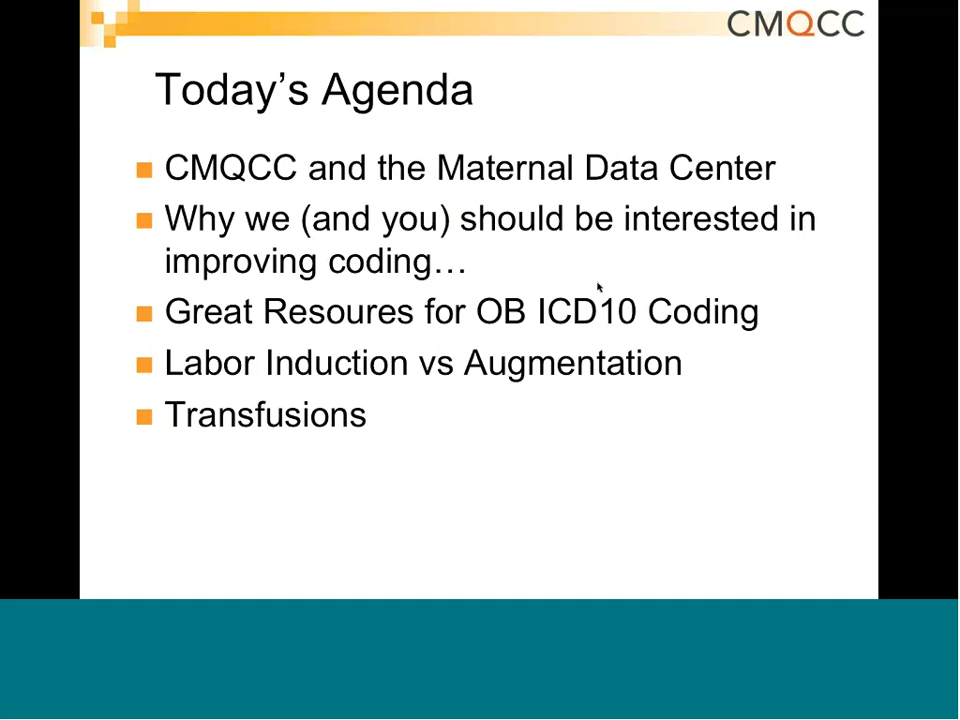 CMQCC
Today's Agenda
CMQCC and the Maternal Data Center
Why we (and you) should be interested in
improving coding…
Great Resoures for OB ICD10 Coding
Labor Induction vs Augmentation
Transfusions